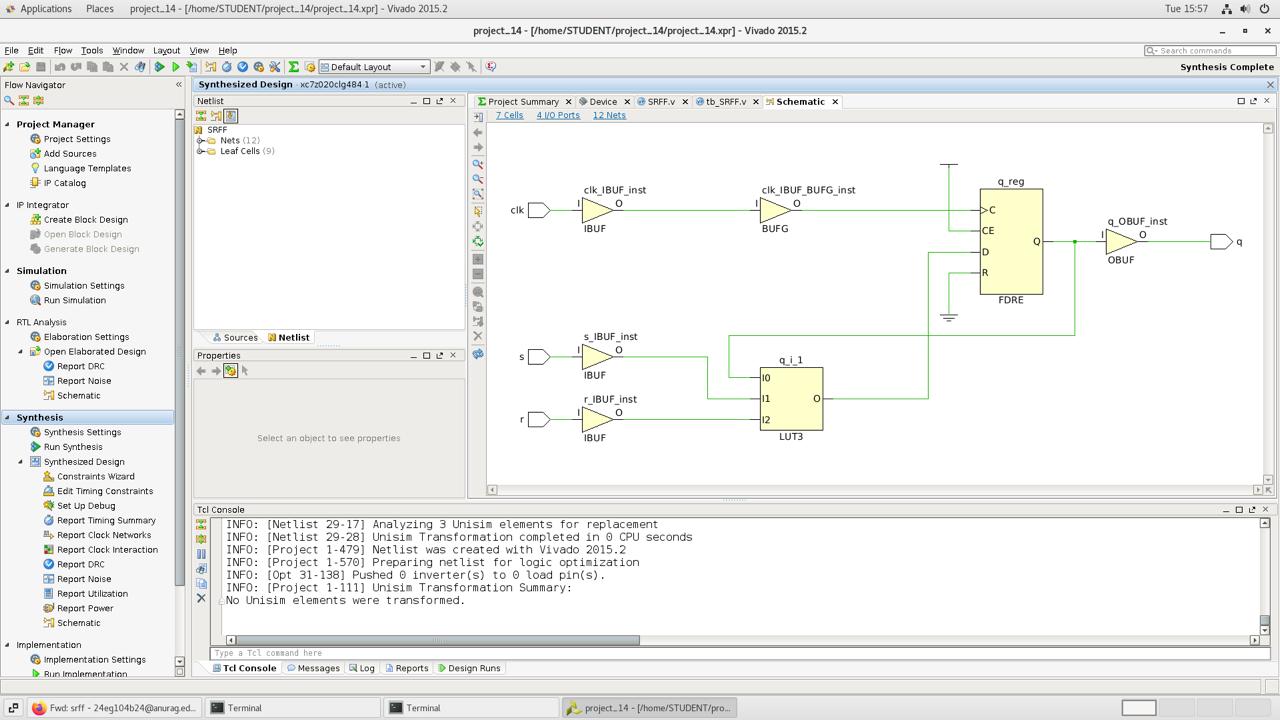 Applications Places project_14 - [/home/STUDENT/project_14/project_14.xpr] - Vivado 2015.2 Tue 15:57
project_14 - [/home/STUDENT/project_14/project_14.xpr] - Vivado 2015.2
File Edit Flow Tools Window Layout View Help
Search commands
Default Layout
Synthesis Complete
Flow Navigator
Project Manager
Project Settings
Add Sources
Language Templates
IP Catalog
IP Integrator
Create Block Design
Open Block Design
Generate Block Design
Simulation
Simulation Settings
Run Simulation
RTL Analysis
Elaboration Settings
Open Elaborated Design
Report DRC
Report Noise
Schematic
Synthesis
Synthesis Settings
Run Synthesis
Synthesized Design
Constraints Wizard
Edit Timing Constraints
Set Up Debug
Report Timing Summary
Report Clock Networks
Report Clock Interaction
Report DRC
Report Noise
Report Utilization
Report Power
Schematic
Implementation
Implementation Settings
Run Implementation
Synthesized Design - xc7z020clg484-1 (active)
Netlist
SRFF
Nets (12)
Leaf Cells (9)
Sources Netlist
Properties
Select an object to see properties
Project Summary Device SRFF.v tb_SRFF.v Schematic
7 Cells 4 I/O Ports 12 Nets
q_reg
clk_IBUF_inst clk_IBUF_BUFG_inst
clk I O I O C
IBUF BUFG
q_OBUF_inst
CE
Q I O q
D
OBUF
R
FDRE
s_IBUF_inst
s I O
IBUF
q_i_1
I0
I1 O
I2
LUT3
r_IBUF_inst
r I O
IBUF
Tcl Console
INFO: [Netlist 29-17] Analyzing 3 Unisim elements for replacement
INFO: [Netlist 29-28] Unisim Transformation completed in 0 CPU seconds
INFO: [Project 1-479] Netlist was created with Vivado 2015.2
INFO: [Project 1-570] Preparing netlist for logic optimization
INFO: [Opt 31-138] Pushed 0 inverter(s) to 0 load pin(s).
INFO: [Project 1-111] Unisim Transformation Summary:
No Unisim elements were transformed.
Type a Tcl command here
Tcl Console Messages Log Reports Design Runs
Fwd: srff - 24eg104b24@anurag.ed... Terminal Terminal project_14 - [/home/STUDENT/pro...